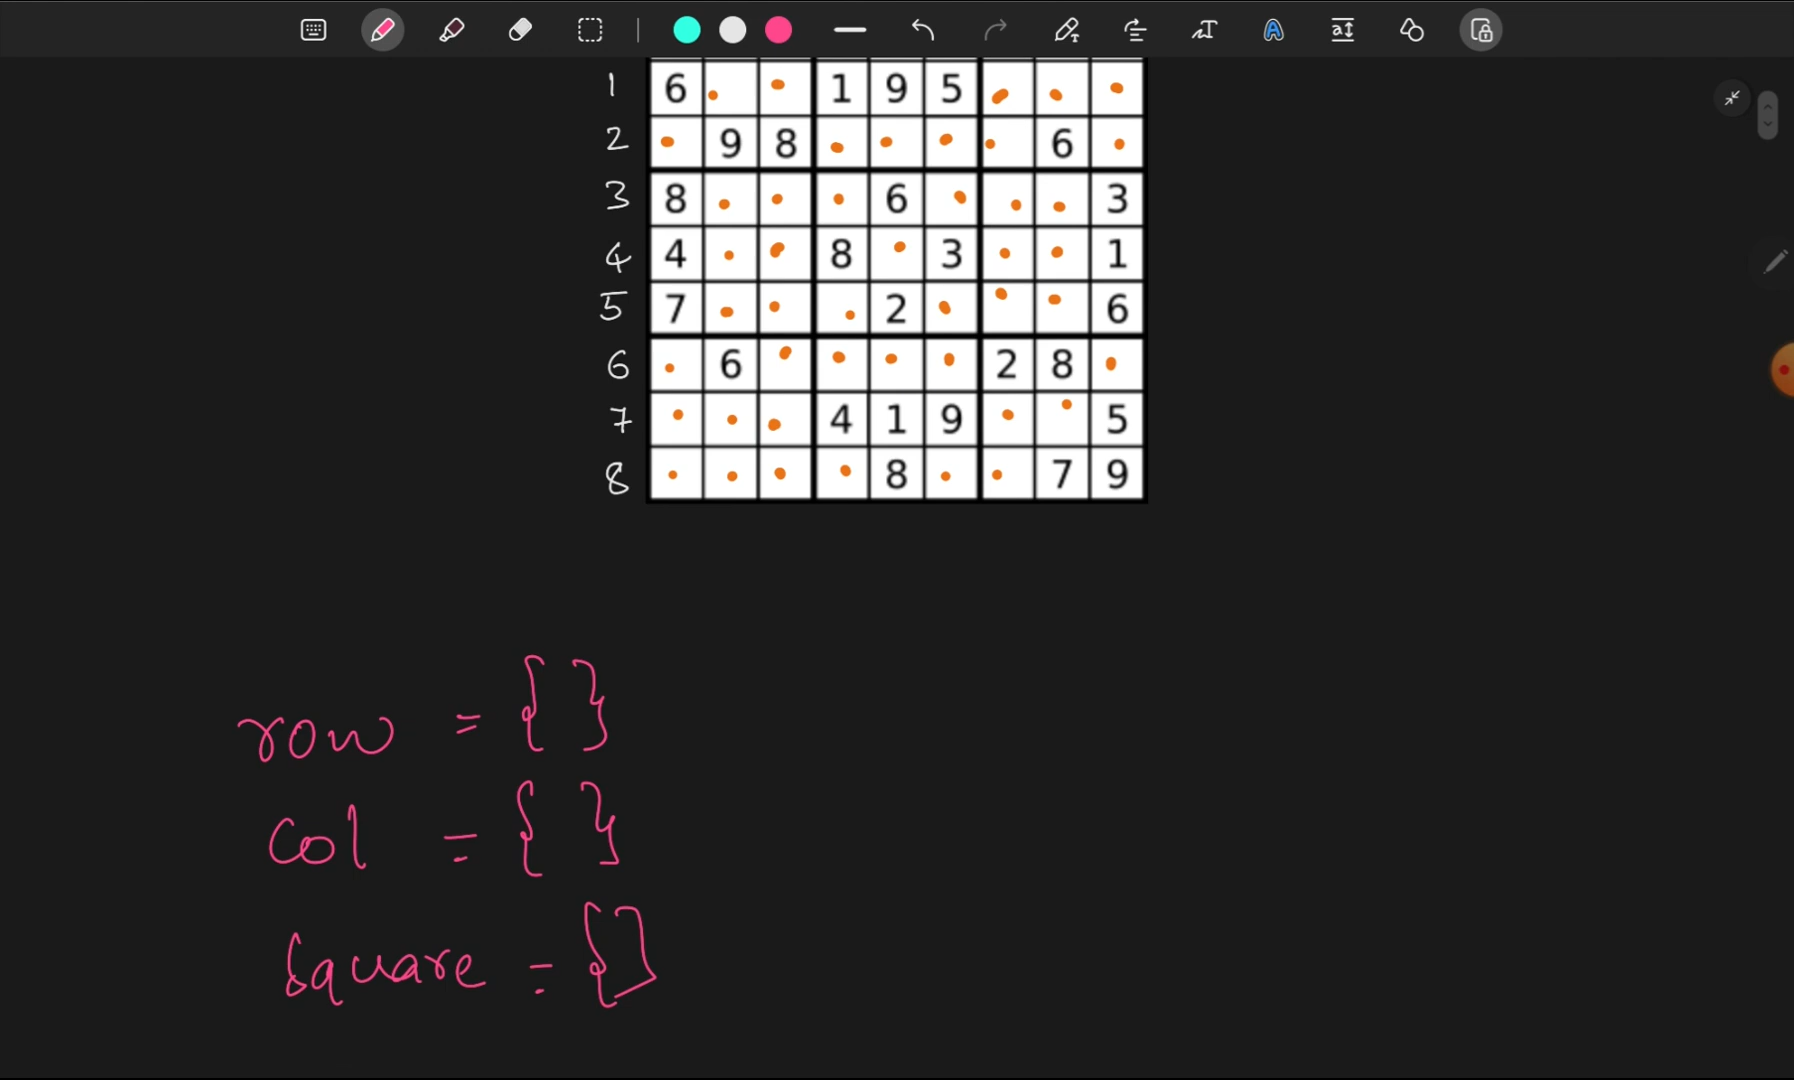 1 6 1 9 5
2 9 8 6
3 8 6 3
4 4 8 3 1
5 7 2 6
6 6 2 8
7 4 1 9 5
8 8 7 9
row = { }
col = { }
square = { }